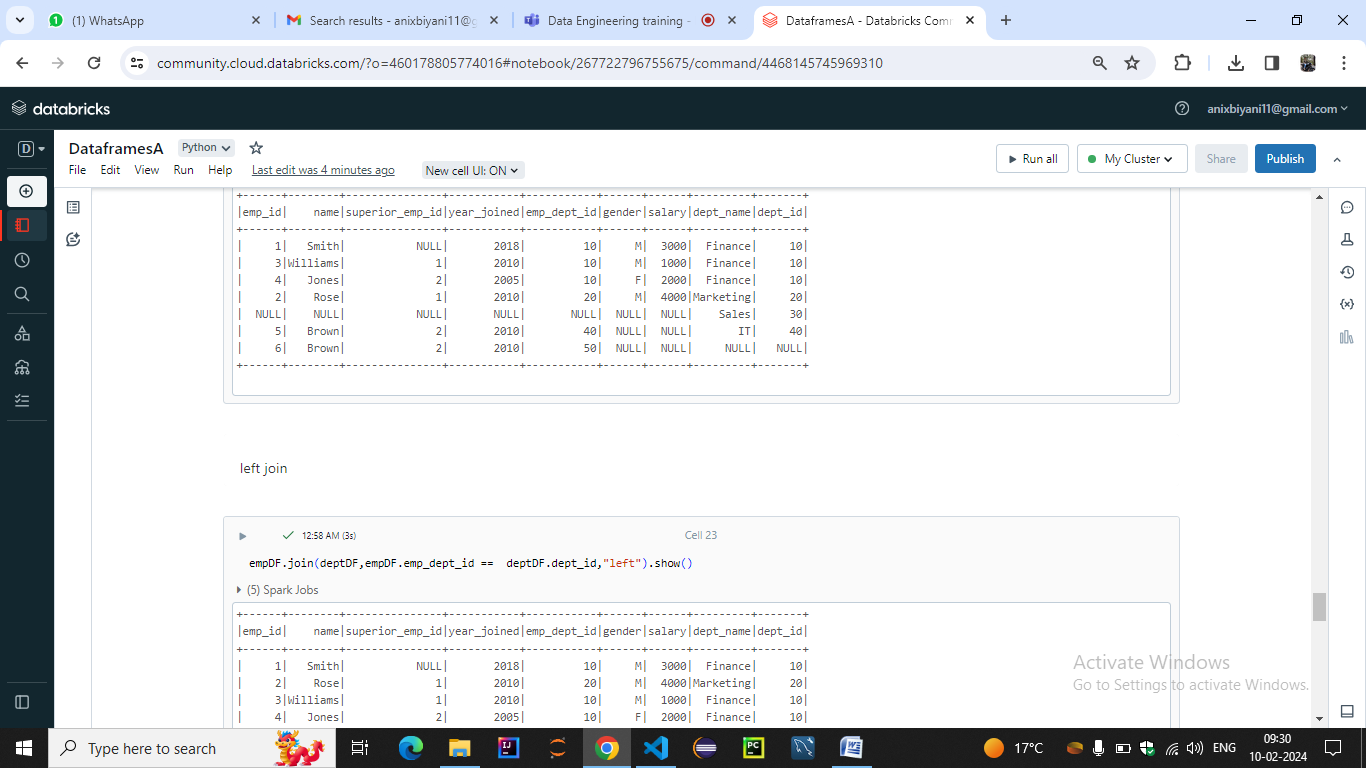 (1) WhatsApp
Search results - anixbiyani11@g
Data Engineering training -
DataframesA - Databricks Com
community.cloud.databricks.com/?o=460178805774016#notebook/267722796755675/command/4468145745969310
databricks
anixbiyani11@gmail.com
D
DataframesA
Python
File Edit View Run Help Last edit was 4 minutes ago New cell UI: ON
Run all
My Cluster
Share
Publish
+------+--------+---------------+-----------+-----------+------+------+---------+-------+
|emp_id|    name|superior_emp_id|year_joined|emp_dept_id|gender|salary|dept_name|dept_id|
+------+--------+---------------+-----------+-----------+------+------+---------+-------+
|     1|   Smith|           NULL|       2018|         10|     M|  3000|  Finance|     10|
|     3|Williams|              1|       2010|         10|     M|  1000|  Finance|     10|
|     4|   Jones|              2|       2005|         10|     F|  2000|  Finance|     10|
|     2|    Rose|              1|       2010|         20|     M|  4000|Marketing|     20|
|  NULL|    NULL|           NULL|       NULL|       NULL|  NULL|  NULL|    Sales|     30|
|     5|   Brown|              2|       2010|         40|  NULL|  NULL|       IT|     40|
|     6|   Brown|              2|       2010|         50|  NULL|  NULL|     NULL|   NULL|
+------+--------+---------------+-----------+-----------+------+------+---------+-------+
left join
12:58 AM (3s)
Cell 23
empDF.join(deptDF,empDF.emp_dept_id ==  deptDF.dept_id,"left").show()
(5) Spark Jobs
+------+--------+---------------+-----------+-----------+------+------+---------+-------+
|emp_id|    name|superior_emp_id|year_joined|emp_dept_id|gender|salary|dept_name|dept_id|
+------+--------+---------------+-----------+-----------+------+------+---------+-------+
|     1|   Smith|           NULL|       2018|         10|     M|  3000|  Finance|     10|
|     2|    Rose|              1|       2010|         20|     M|  4000|Marketing|     20|
|     3|Williams|              1|       2010|         10|     M|  1000|  Finance|     10|
|     4|   Jones|              2|       2005|         10|     F|  2000|  Finance|     10|
Activate Windows
Go to Settings to activate Windows.
Type here to search
17°C
ENG
09:30
10-02-2024